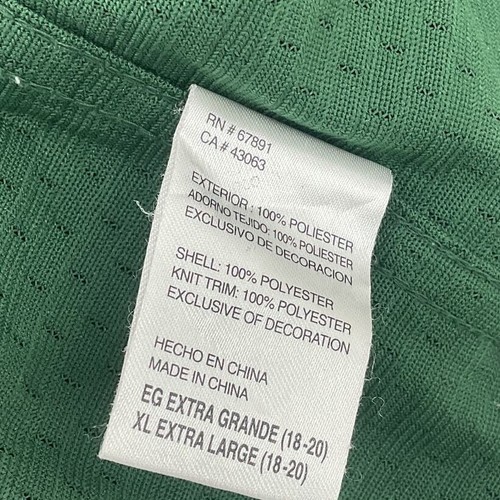 RN # 67891
CA # 43063
EXTERIOR : 100% POLIESTER
ADORNO TEJIDO: 100% POLIESTER
EXCLUSIVO DE DECORACION
SHELL: 100% POLYESTER
KNIT TRIM: 100% POLYESTER
EXCLUSIVE OF DECORATION
HECHO EN CHINA
MADE IN CHINA
EG EXTRA GRANDE (18-20)
XL EXTRA LARGE (18-20)